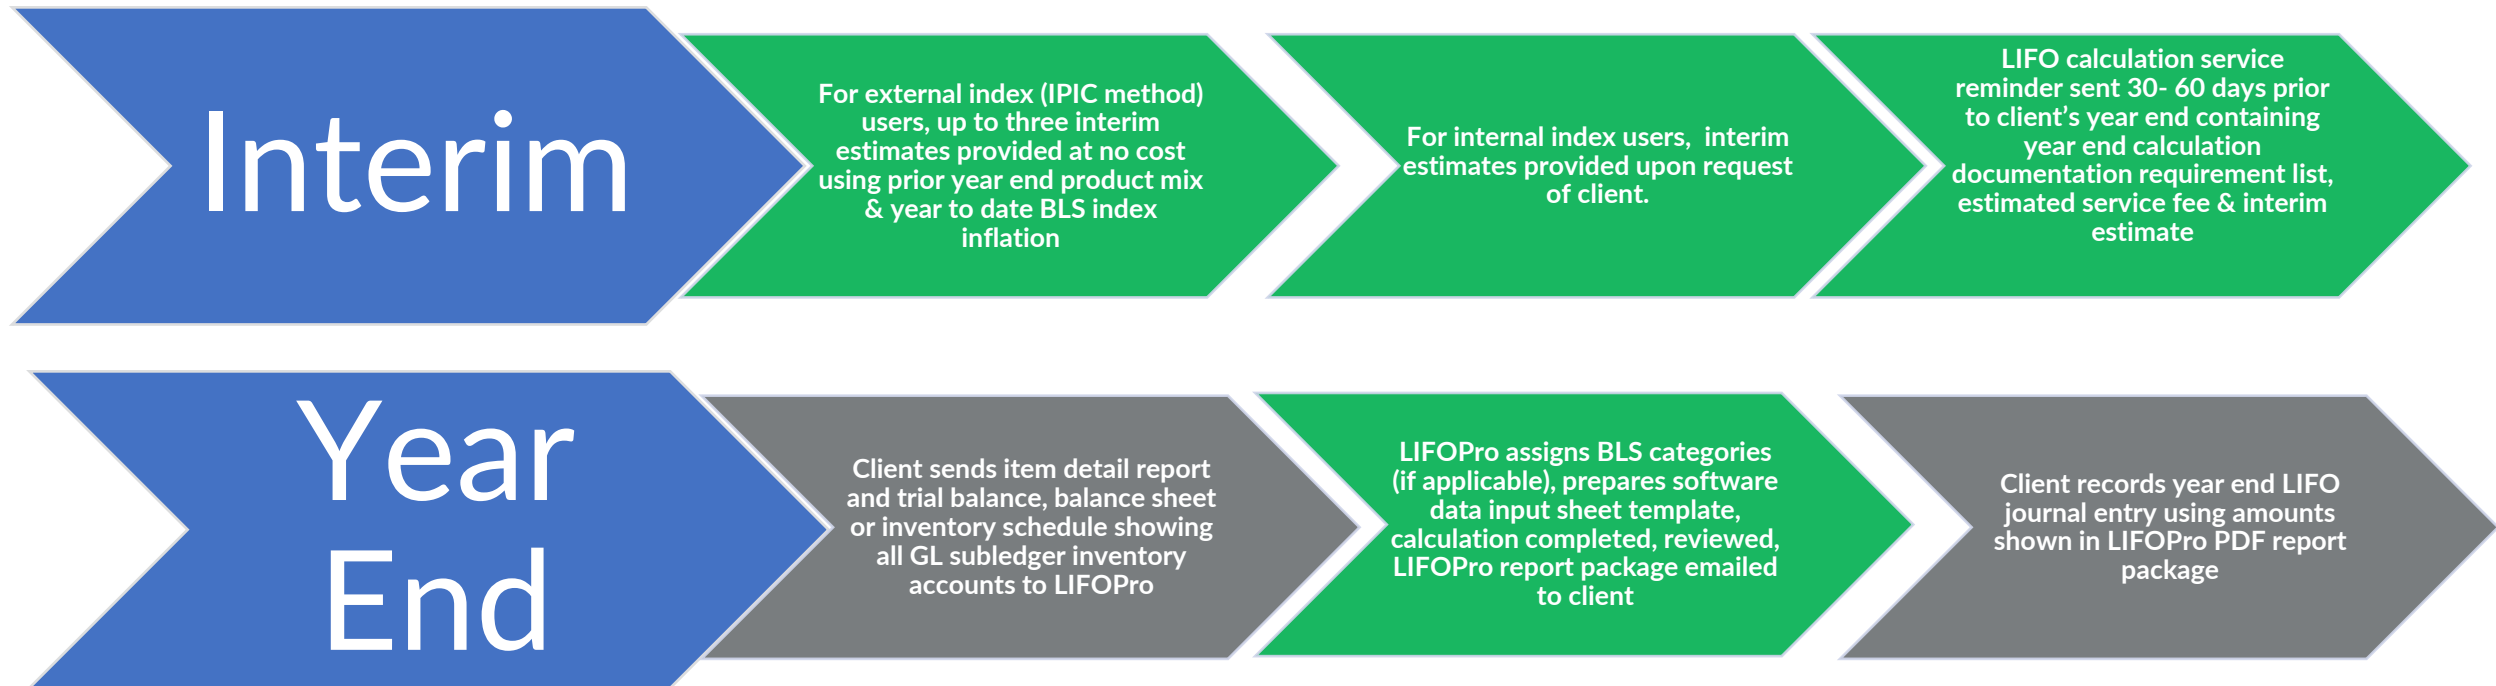 Interim
For external index (IPIC method)
users, up to three interim
estimates provided at no cost
using prior year end product mix
& year to date BLS index
inflation
For internal index users,  interim
estimates provided upon request
of client.
LIFO calculation service
reminder sent 30- 60 days prior
to client’s year end containing
year end calculation
documentation requirement list,
estimated service fee & interim
estimate
Year
End
Client sends item detail report
and trial balance, balance sheet
or inventory schedule showing
all GL subledger inventory
accounts to LIFOPro
LIFOPro assigns BLS categories
(if applicable), prepares software
data input sheet template,
calculation completed, reviewed,
LIFOPro report package emailed
to client
Client records year end LIFO
journal entry using amounts
shown in LIFOPro PDF report
package